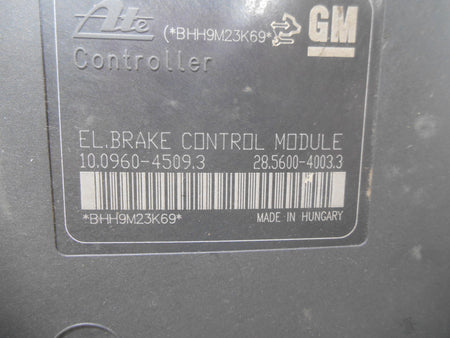 Ate (*BHH9M23K69* GM
Controller
EL.BRAKE CONTROL MODULE
10.0960-4509.3 28.5600-4003.3
*BHH9M23K69* MADE IN HUNGARY